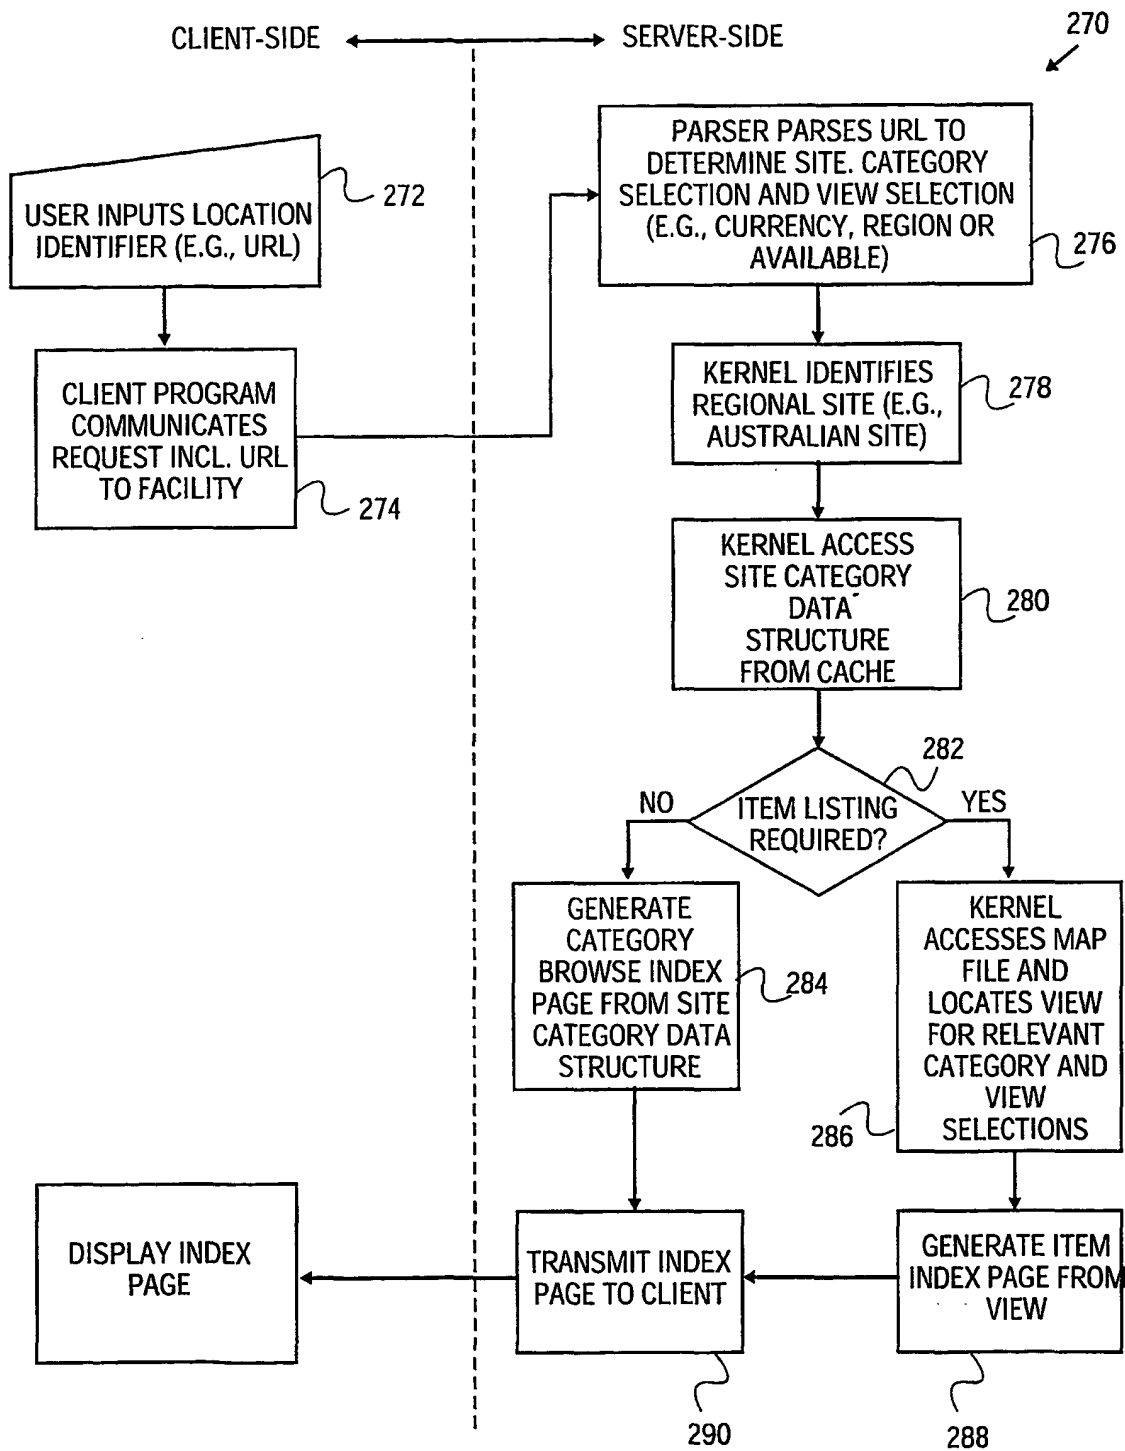 CLIENT-SIDE
SERVER-SIDE
270
USER INPUTS LOCATION
IDENTIFIER (E.G., URL)
272
CLIENT PROGRAM
COMMUNICATES
REQUEST INCL. URL
TO FACILITY
274
PARSER PARSES URL TO
DETERMINE SITE. CATEGORY
SELECTION AND VIEW SELECTION
(E.G., CURRENCY, REGION OR
AVAILABLE)
276
KERNEL IDENTIFIES
REGIONAL SITE (E.G.,
AUSTRALIAN SITE)
278
KERNEL ACCESS
SITE CATEGORY
DATA
STRUCTURE
FROM CACHE
280
282
NO
ITEM LISTING
REQUIRED?
YES
GENERATE
CATEGORY
BROWSE INDEX
PAGE FROM SITE
CATEGORY DATA
STRUCTURE
284
KERNEL
ACCESSES MAP
FILE AND
LOCATES VIEW
FOR RELEVANT
CATEGORY AND
VIEW
SELECTIONS
286
DISPLAY INDEX
PAGE
TRANSMIT INDEX
PAGE TO CLIENT
290
GENERATE ITEM
INDEX PAGE FROM
VIEW
288